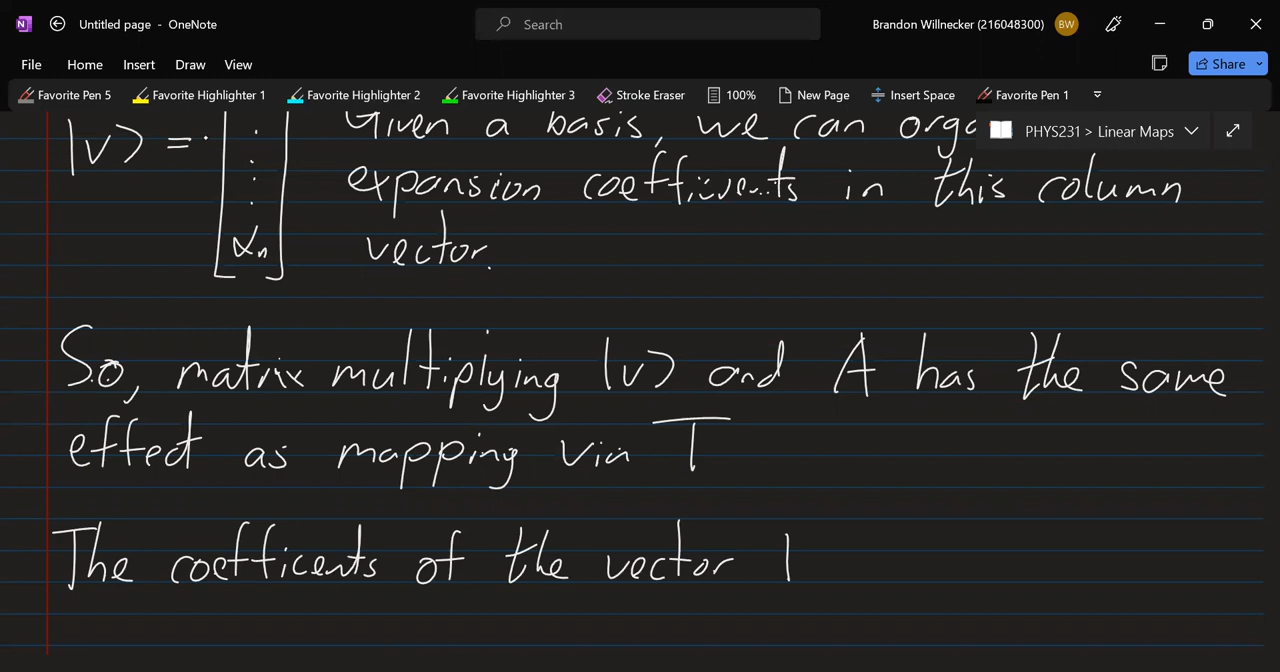 Untitled page - OneNote
Search
Brandon Willnecker (216048300) BW
File Home Insert Draw View
Share
Favorite Pen 5 Favorite Highlighter 1 Favorite Highlighter 2 Favorite Highlighter 3 Stroke Eraser 100% New Page Insert Space Favorite Pen 1
PHYS231 > Linear Maps
|v⟩ = [⋮ αn] Given a basis, we can orga
expansion coefficients in this column
vector.
So, matrix multiplying |v⟩ and A has the same
effect as mapping via T
The coefficents of the vector |